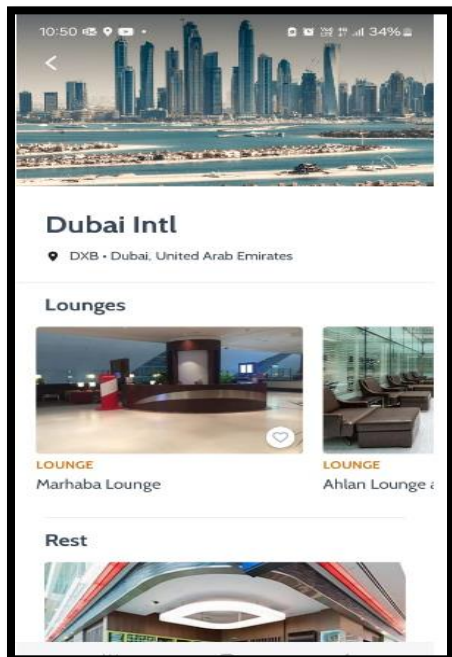 10:50
34%
Dubai Intl
DXB • Dubai, United Arab Emirates
Lounges
LOUNGE
LOUNGE
Marhaba Lounge
Ahlan Lounge
Rest